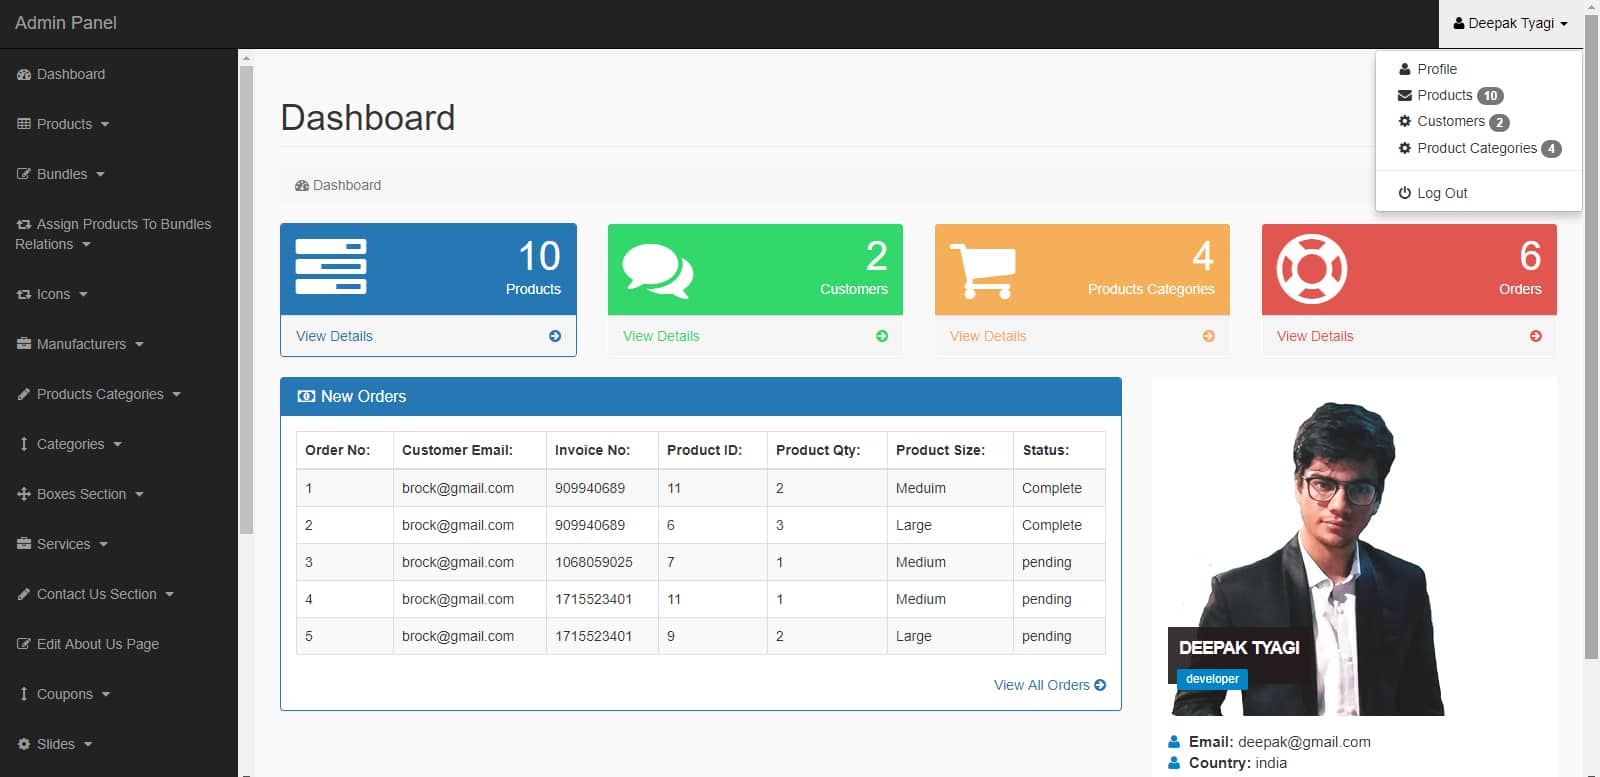 Admin Panel
Deepak Tyagi
Profile
Products 10
Customers 2
Product Categories 4
Log Out
Dashboard
Products
Bundles
Assign Products To Bundles
Relations
Icons
Manufacturers
Products Categories
Categories
Boxes Section
Services
Contact Us Section
Edit About Us Page
Coupons
Slides
Dashboard
Dashboard
10
Products
View Details
2
Customers
View Details
4
Products Categories
View Details
6
Orders
View Details
New Orders
Order No: Customer Email: Invoice No: Product ID: Product Qty: Product Size: Status:
1 brock@gmail.com 909940689 11 2 Meduim Complete
2 brock@gmail.com 909940689 6 3 Large Complete
3 brock@gmail.com 1068059025 7 1 Medium pending
4 brock@gmail.com 1715523401 11 1 Medium pending
5 brock@gmail.com 1715523401 9 2 Large pending
View All Orders
DEEPAK TYAGI
developer
Email: deepak@gmail.com
Country: india